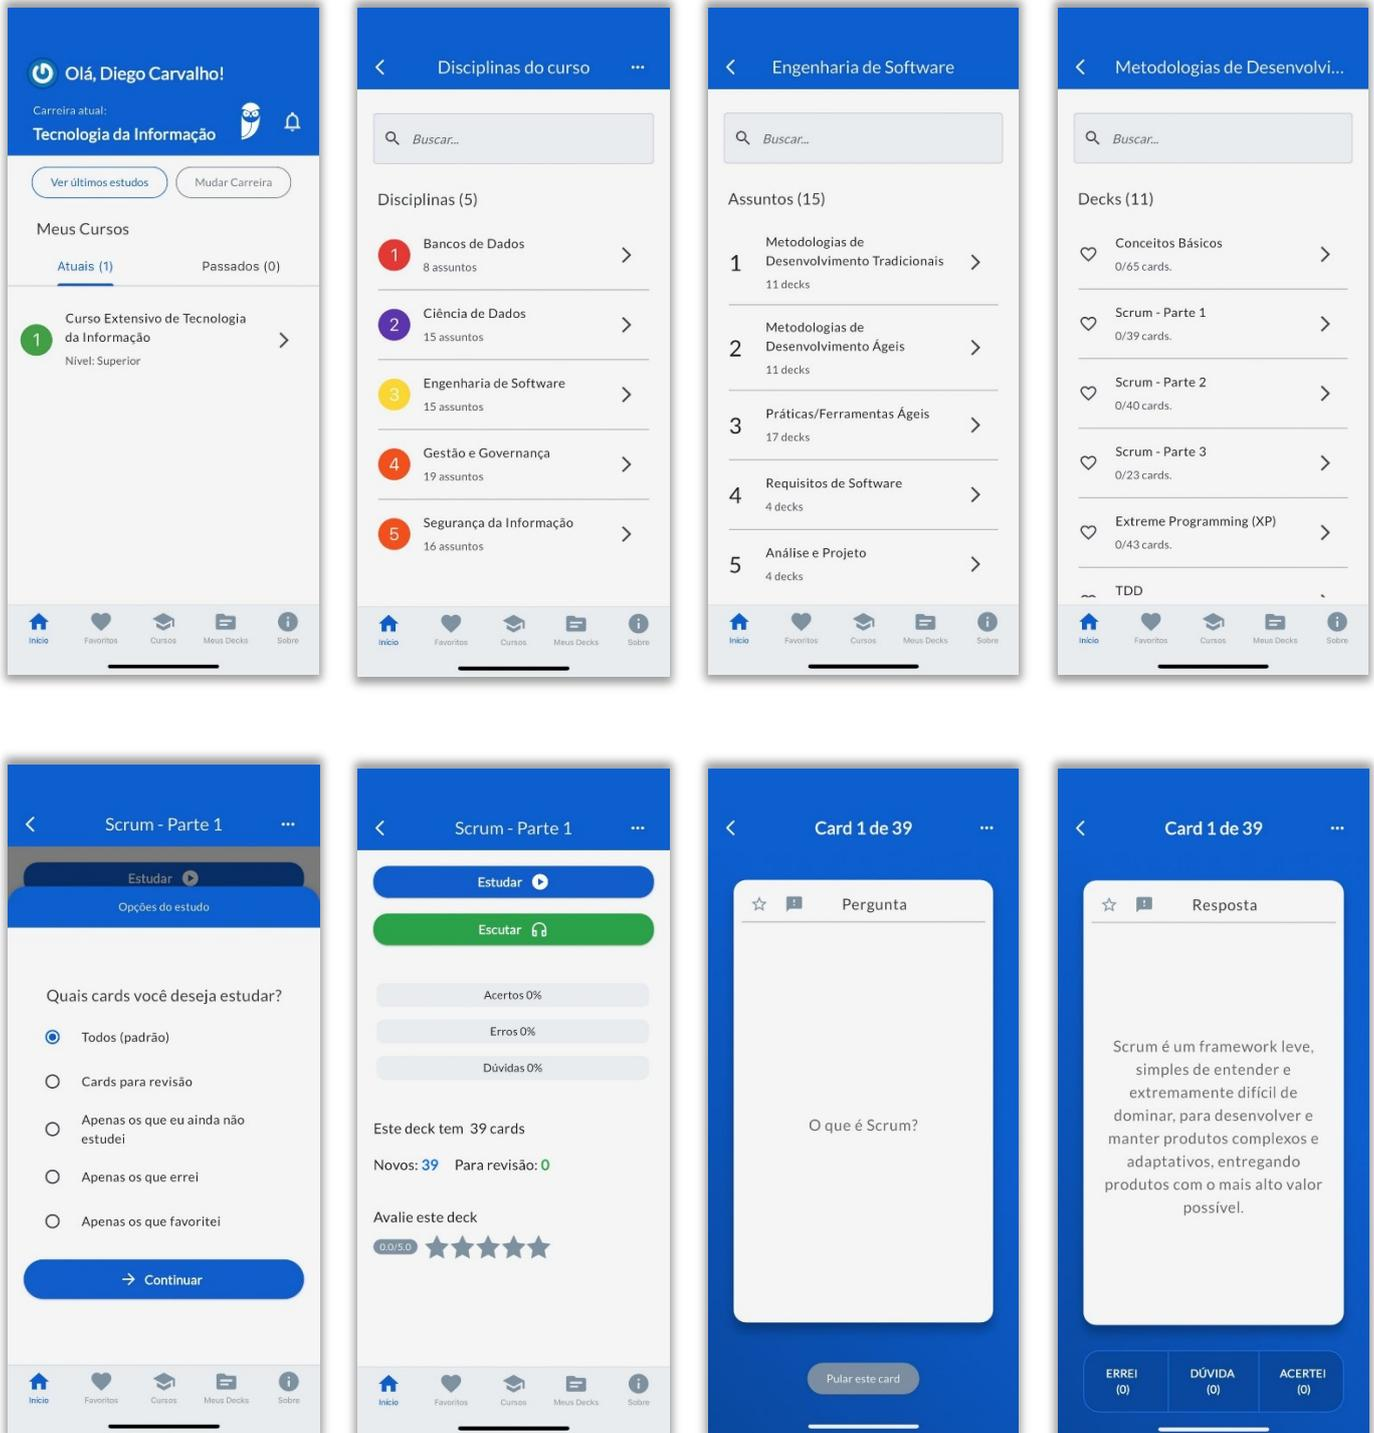 Olá, Diego Carvalho!
Carreira atual:
Tecnologia da Informação
Ver últimos estudos
Mudar Carreira
Meus Cursos
Atuais (1)
Passados (0)
1
Curso Extensivo de Tecnologia
da Informação
Nível: Superior
Início
Favoritos
Cursos
Meus Decks
Sobre
Disciplinas do curso
Buscar...
Disciplinas (5)
1
Bancos de Dados
8 assuntos
2
Ciência de Dados
15 assuntos
3
Engenharia de Software
15 assuntos
4
Gestão e Governança
19 assuntos
5
Segurança da Informação
16 assuntos
Início
Favoritos
Cursos
Meus Decks
Sobre
Engenharia de Software
Buscar...
Assuntos (15)
1
Metodologias de
Desenvolvimento Tradicionais
11 decks
2
Metodologias de
Desenvolvimento Ágeis
11 decks
3
Práticas/Ferramentas Ágeis
17 decks
4
Requisitos de Software
4 decks
5
Análise e Projeto
4 decks
Início
Favoritos
Cursos
Meus Decks
Sobre
Metodologias de Desenvolvi...
Buscar...
Decks (11)
Conceitos Básicos
0/65 cards.
Scrum - Parte 1
0/39 cards.
Scrum - Parte 2
0/40 cards.
Scrum - Parte 3
0/23 cards.
Extreme Programming (XP)
0/43 cards.
TDD
Início
Favoritos
Cursos
Meus Decks
Sobre
Scrum - Parte 1
Estudar
Opções do estudo
Quais cards você deseja estudar?
Todos (padrão)
Cards para revisão
Apenas os que eu ainda não
estudei
Apenas os que errei
Apenas os que favoritei
Continuar
Início
Favoritos
Cursos
Meus Decks
Sobre
Scrum - Parte 1
Estudar
Escutar
Acertos 0%
Erros 0%
Dúvidas 0%
Este deck tem 39 cards
Novos: 39 Para revisão: 0
Avalie este deck
0.0/5.0
Início
Favoritos
Cursos
Meus Decks
Sobre
Card 1 de 39
Pergunta
O que é Scrum?
Pular este card
Card 1 de 39
Resposta
Scrum é um framework leve,
simples de entender e
extremamente difícil de
dominar, para desenvolver e
manter produtos complexos e
adaptativos, entregando
produtos com o mais alto valor
possível.
ERREI
(0)
DÚVIDA
(0)
ACERTEI
(0)